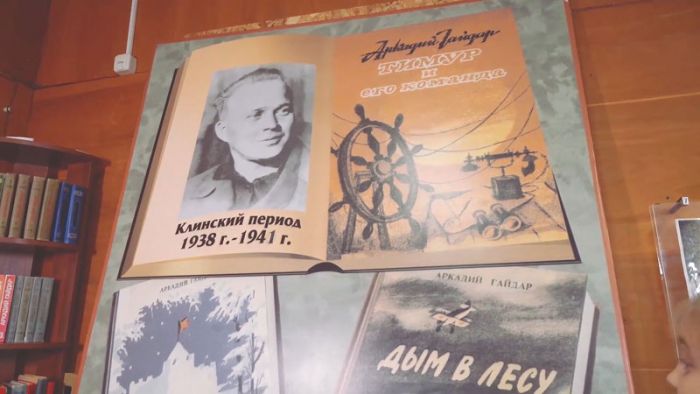 Аркадий Гайдар
ТИМУР
и
его команда
Клинский период
1938 г.-1941 г.
АРКАДИЙ ГАЙДАР
АРКАДИЙ ГАЙДАР
ДЫМ В ЛЕСУ